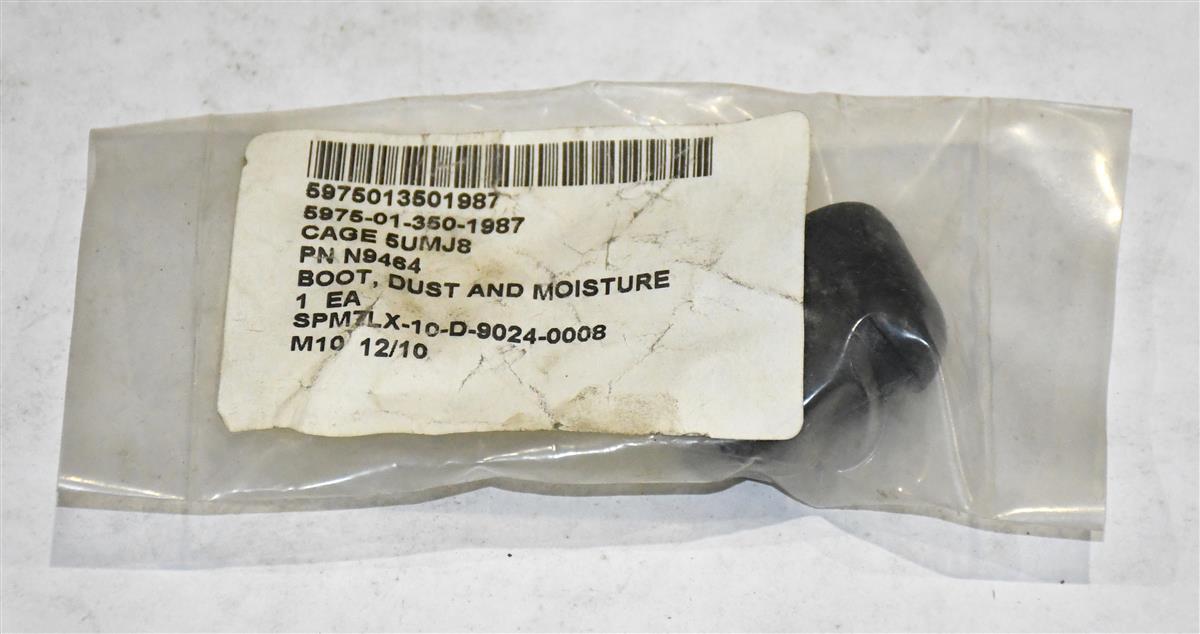 5975013501987
5975-01-350-1987
CAGE 5UMJ8
PN N9464
BOOT, DUST AND MOISTURE
1 EA
SPM7LX-10-D-9024-0008
M10 12/10